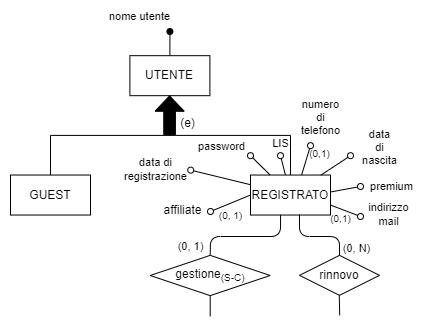 nome utente
UTENTE
(e)
numero
di
telefono
(0,1)
password
LIS
data
di
nascita
data di
registrazione
GUEST
REGISTRATO
premium
affiliate
(0, 1)
(0,1)
indirizzo
mail
(0, 1)
(0, N)
gestione(S-C)
rinnovo